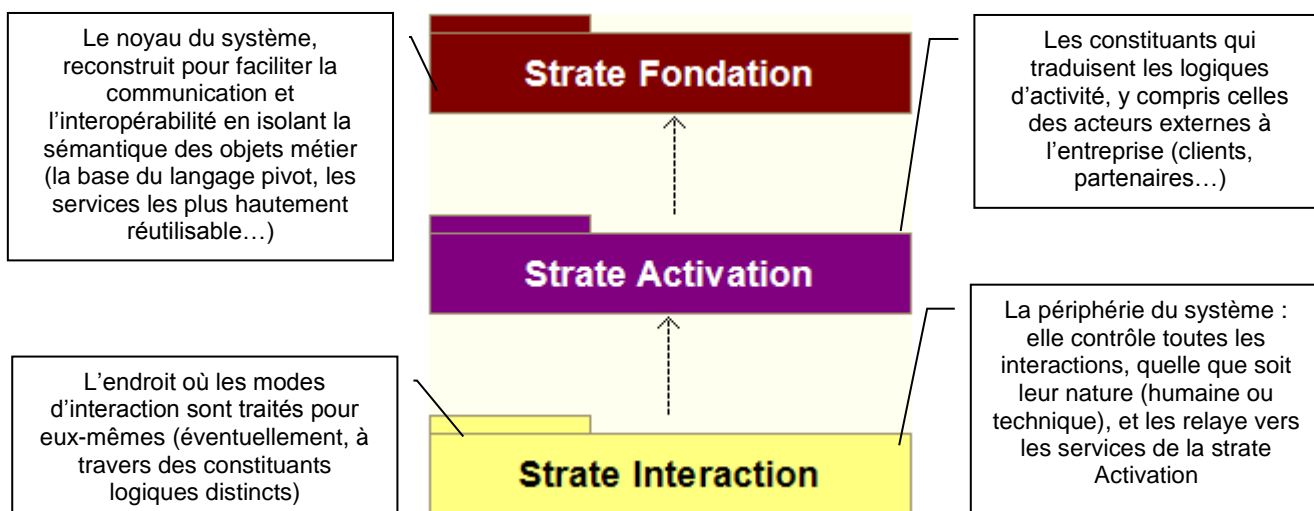 Le noyau du système,
reconstruit pour faciliter la
communication et
l'interopérabilité en isolant la
sémantique des objets métier
(la base du langage pivot, les
services les plus hautement
réutilisable…)
Strate Fondation
Les constituants qui
traduisent les logiques
d'activité, y compris celles
des acteurs externes à
l'entreprise (clients,
partenaires…)
Strate Activation
L'endroit où les modes
d'interaction sont traités pour
eux-mêmes (éventuellement, à
travers des constituants
logiques distincts)
Strate Interaction
La périphérie du système :
elle contrôle toutes les
interactions, quelle que soit
leur nature (humaine ou
technique), et les relaye vers
les services de la strate
Activation